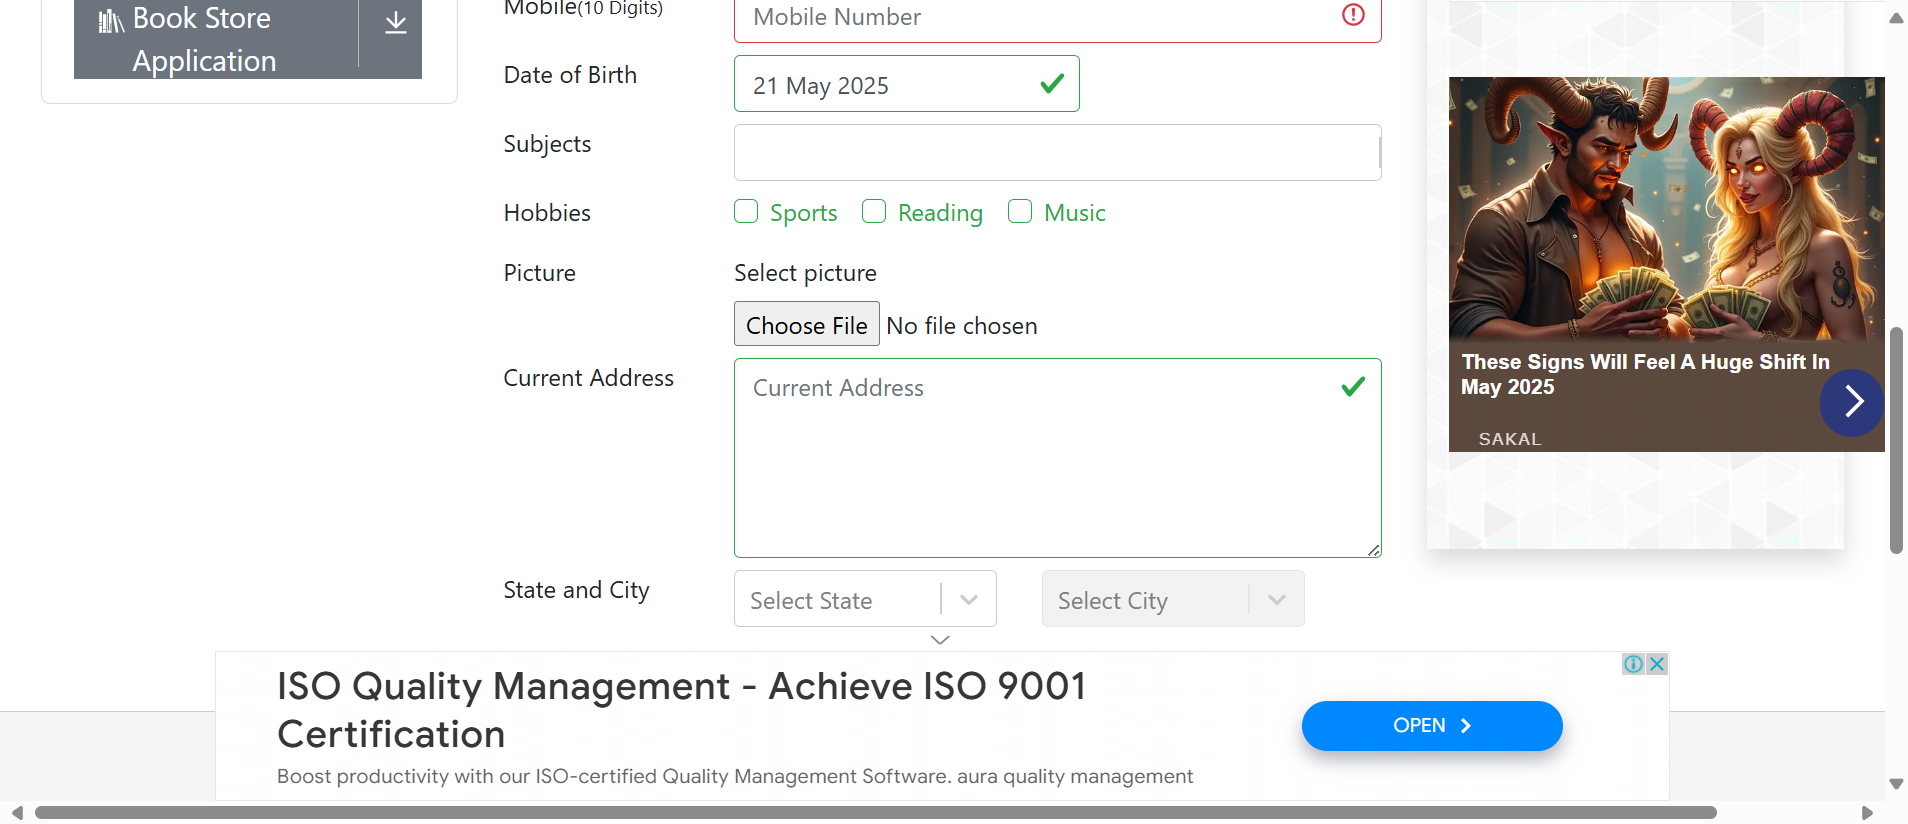 Book Store
Application
Mobile(10 Digits)
Mobile Number
Date of Birth
21 May 2025
Subjects
Hobbies
Sports
Reading
Music
Picture
Select picture
Choose File
No file chosen
Current Address
Current Address
State and City
Select State
Select City
These Signs Will Feel A Huge Shift In
May 2025
SAKAL
ISO Quality Management - Achieve ISO 9001
Certification
Boost productivity with our ISO-certified Quality Management Software. aura quality management
OPEN